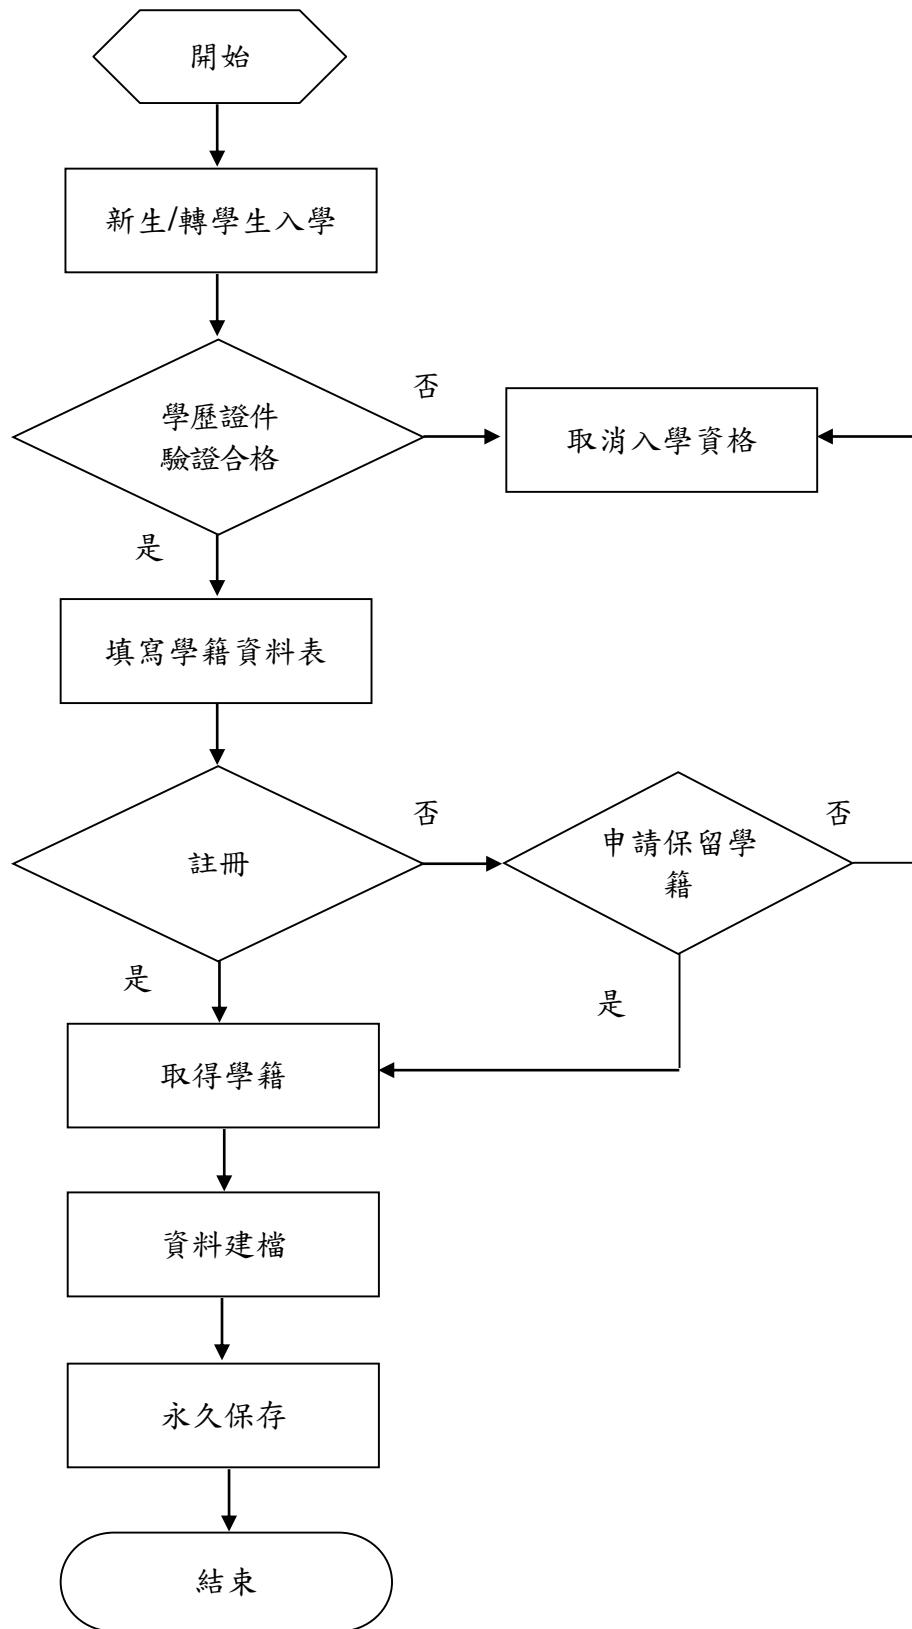 開始
新生/轉學生入學
學歷證件
驗證合格
否
取消入學資格
是
填寫學籍資料表
註冊
否
申請保留學
籍
否
是
是
取得學籍
資料建檔
永久保存
結束